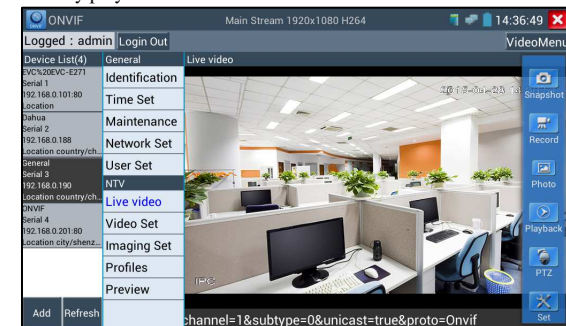 ONVIF
Main Stream 1920x1080 H264
14:36:49
Logged : admin Login Out
VideoMenu
Device List(4)
EVC%20EVC-E271
Serial 1
192.168.0.101:80
Location
Dahua
Serial 2
192.168.0.188
Location country/ch...
General
Serial 3
192.168.0.190
Location country/ch...
ONVIF
Serial 4
192.168.0.201:80
Location city/shenz...
Add Refresh
General
Identification
Time Set
Maintenance
Network Set
User Set
NTV
Live video
Video Set
Imaging Set
Profiles
Preview
Live video
IPC
channel=1&subtype=0&unicast=true&proto=Onvif
Snapshot
Record
Photo
Playback
PTZ
Set